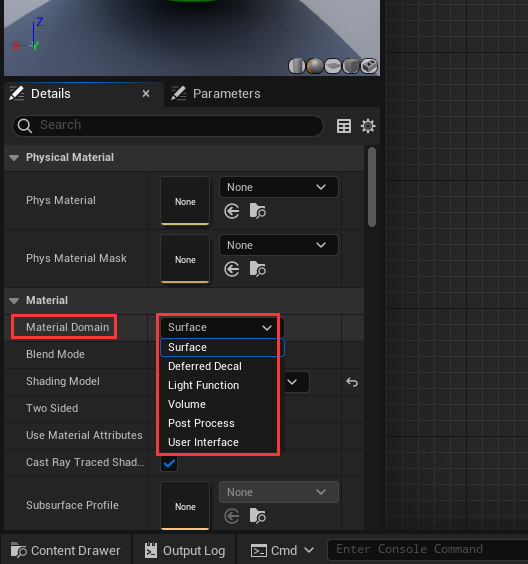 Z
X
Y
Details × Parameters
Search
Physical Material
Phys Material None None
Phys Material Mask None None
Material
Material Domain Surface
Surface
Blend Mode
Deferred Decal
Shading Model Light Function
Two Sided Volume
Post Process
Use Material Attributes User Interface
Cast Ray Traced Shad...
Subsurface Profile None None
Content Drawer Output Log Cmd Enter Console Command